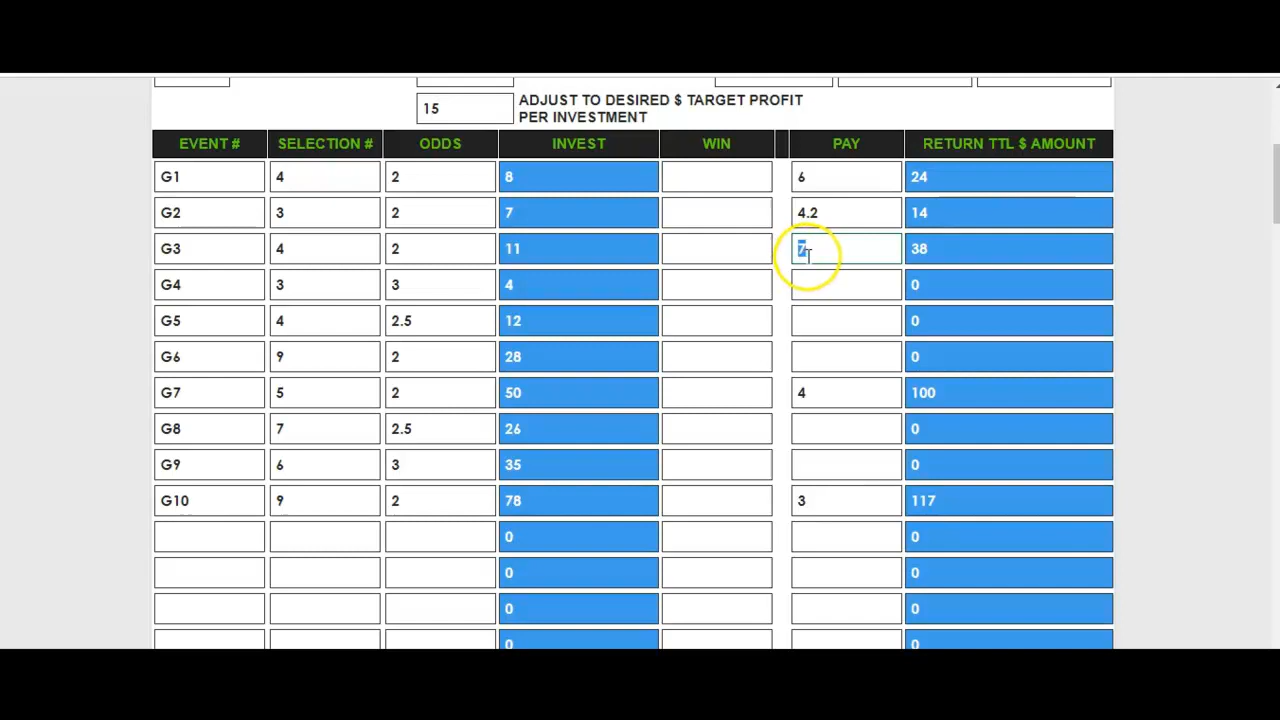 15 ADJUST TO DESIRED $ TARGET PROFIT
PER INVESTMENT
EVENT # SELECTION # ODDS INVEST WIN PAY RETURN TTL $ AMOUNT
G1 4 2 8 6 24
G2 3 2 7 4.2 14
G3 4 2 11 7 38
G4 3 3 4 0
G5 4 2.5 12 0
G6 9 2 28 0
G7 5 2 50 4 100
G8 7 2.5 26 0
G9 6 3 35 0
G10 9 2 78 3 117
0 0
0 0
0 0
0 0